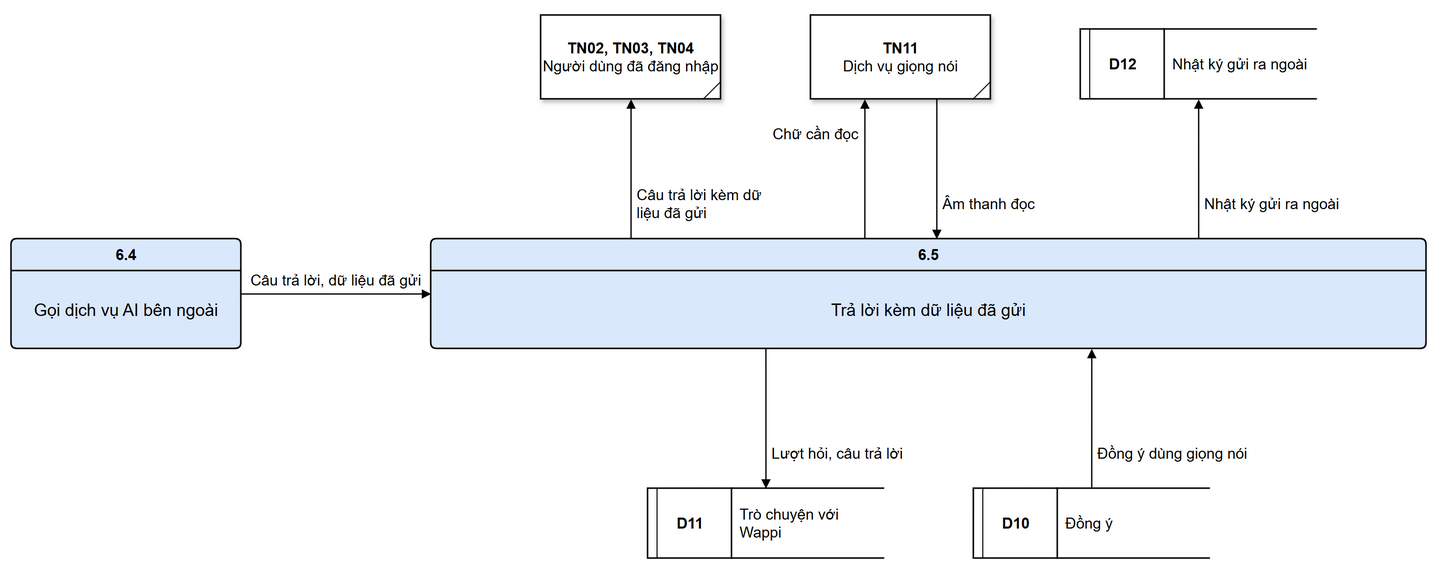 TN02, TN03, TN04
Người dùng đã đăng nhập
TN11
Dịch vụ giọng nói
D12
Nhật ký gửi ra ngoài
Chữ cần đọc
Câu trả lời kèm dữ
liệu đã gửi
Âm thanh đọc
Nhật ký gửi ra ngoài
6.4
Gọi dịch vụ AI bên ngoài
Câu trả lời, dữ liệu đã gửi
6.5
Trả lời kèm dữ liệu đã gửi
Lượt hỏi, câu trả lời
Đồng ý dùng giọng nói
D11
Trò chuyện với
Wappi
D10
Đồng ý